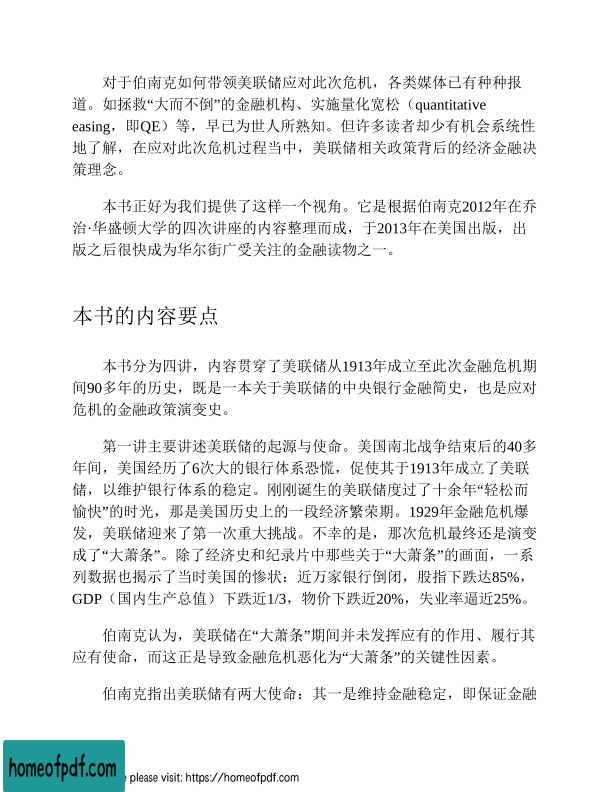 对于伯南克如何带领美联储应对此次危机，各类媒体已有种种报
道。如拯救“大而不倒”的金融机构、实施量化宽松（quantitative
easing，即QE）等，早已为世人所熟知。但许多读者却少有机会系统性
地了解，在应对此次危机过程当中，美联储相关政策背后的经济金融决
策理念。
本书正好为我们提供了这样一个视角。它是根据伯南克2012年在乔
治·华盛顿大学的四次讲座的内容整理而成，于2013年在美国出版，出
版之后很快成为华尔街广受关注的金融读物之一。
本书的内容要点
本书分为四讲，内容贯穿了美联储从1913年成立至此次金融危机期
间90多年的历史，既是一本关于美联储的中央银行金融简史，也是应对
危机的金融政策演变史。
第一讲主要讲述美联储的起源与使命。美国南北战争结束后的40多
年间，美国经历了6次大的银行体系恐慌，促使其于1913年成立了美联
储，以维护银行体系的稳定。刚刚诞生的美联储度过了十余年“轻松而
愉快”的时光，那是美国历史上的一段经济繁荣期。1929年金融危机爆
发，美联储迎来了第一次重大挑战。不幸的是，那次危机最终还是演变
成了“大萧条”。除了经济史和纪录片中那些关于“大萧条”的画面，一系
列数据也揭示了当时美国的惨状：近万家银行倒闭，股指下跌达85%，
GDP（国内生产总值）下跌近1/3，物价下跌近20%，失业率逼近25%。
伯南克认为，美联储在“大萧条”期间并未发挥应有的作用、履行其
应有使命，而这正是导致金融危机恶化为“大萧条”的关键性因素。
伯南克指出美联储有两大使命：其一是维持金融稳定，即保证金融
homeofpdf.com
e please visit: https://homeofpdf.com